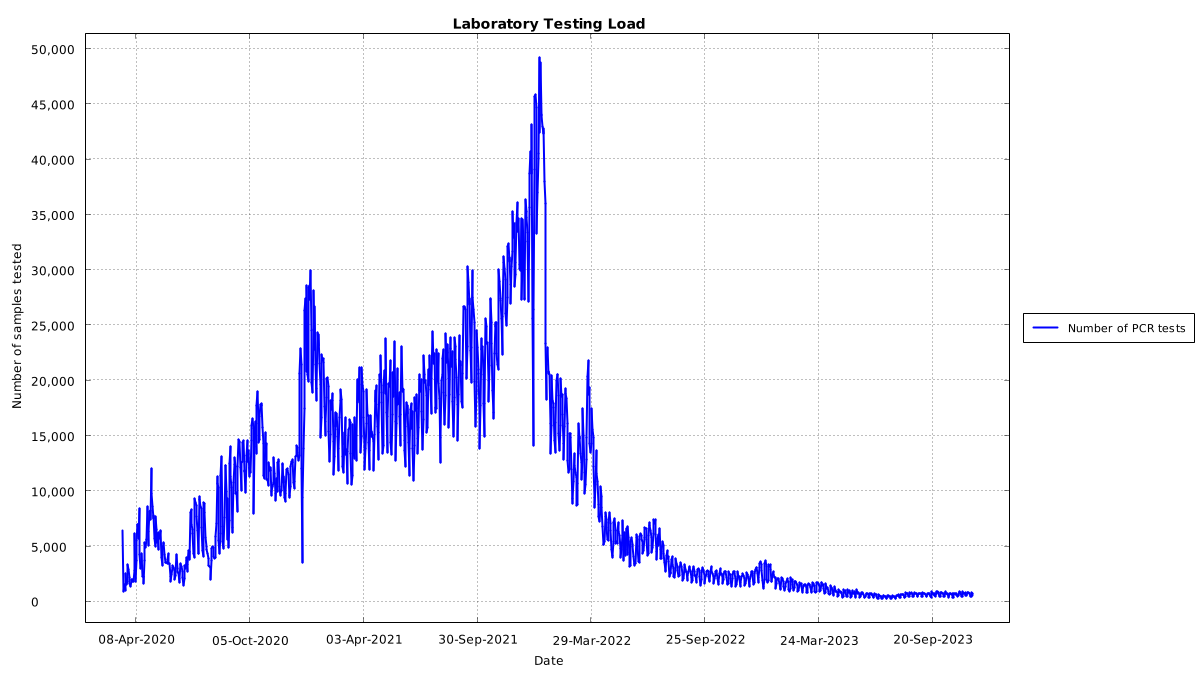 Laboratory Testing Load
50,000
45,000
40,000
35,000
30,000
25,000
20,000
15,000
10,000
5,000
0
Number of samples tested
08-Apr-2020 05-Oct-2020 03-Apr-2021 30-Sep-2021 29-Mar-2022 25-Sep-2022 24-Mar-2023 20-Sep-2023
Date
Number of PCR tests